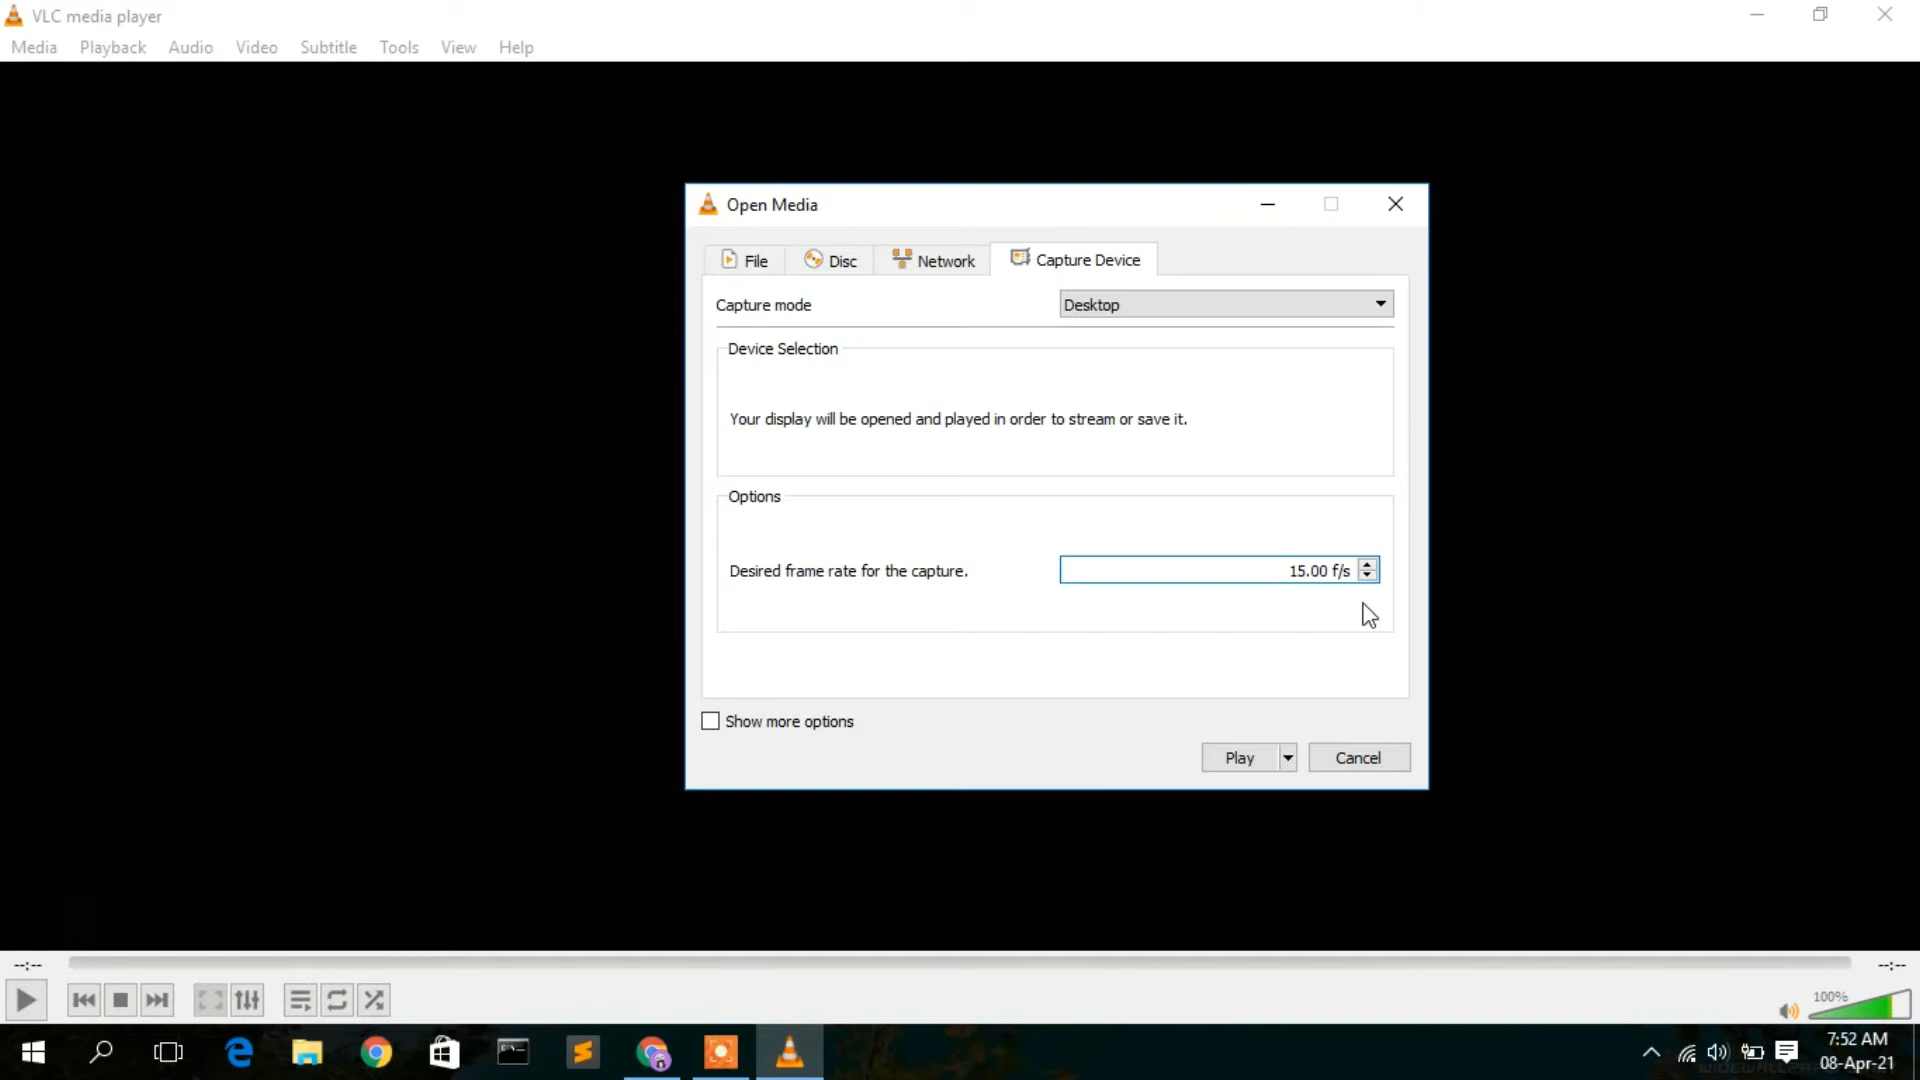 VLC media player
Media Playback Audio Video Subtitle Tools View Help
Open Media
File Disc Network Capture Device
Capture mode Desktop
Device Selection
Your display will be opened and played in order to stream or save it.
Options
Desired frame rate for the capture. 15.00 f/s
Show more options
Play Cancel
--:-- --:--
100%
7:52 AM
08-Apr-21